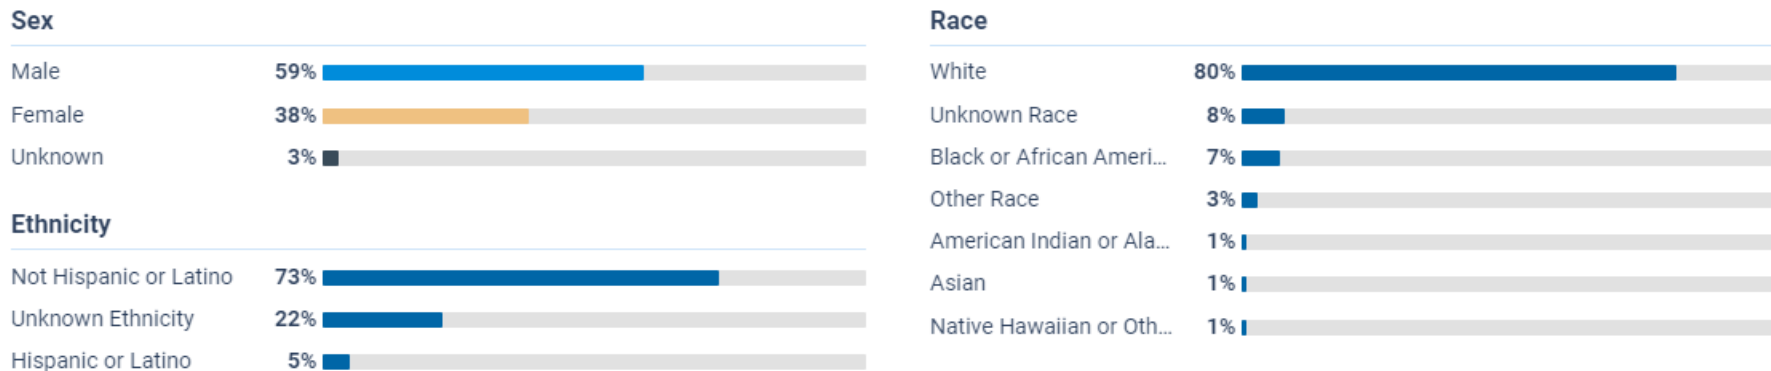 Sex
Male 59%
Female 38%
Unknown 3%
Ethnicity
Not Hispanic or Latino 73%
Unknown Ethnicity 22%
Hispanic or Latino 5%
Race
White 80%
Unknown Race 8%
Black or African Ameri... 7%
Other Race 3%
American Indian or Ala... 1%
Asian 1%
Native Hawaiian or Oth... 1%